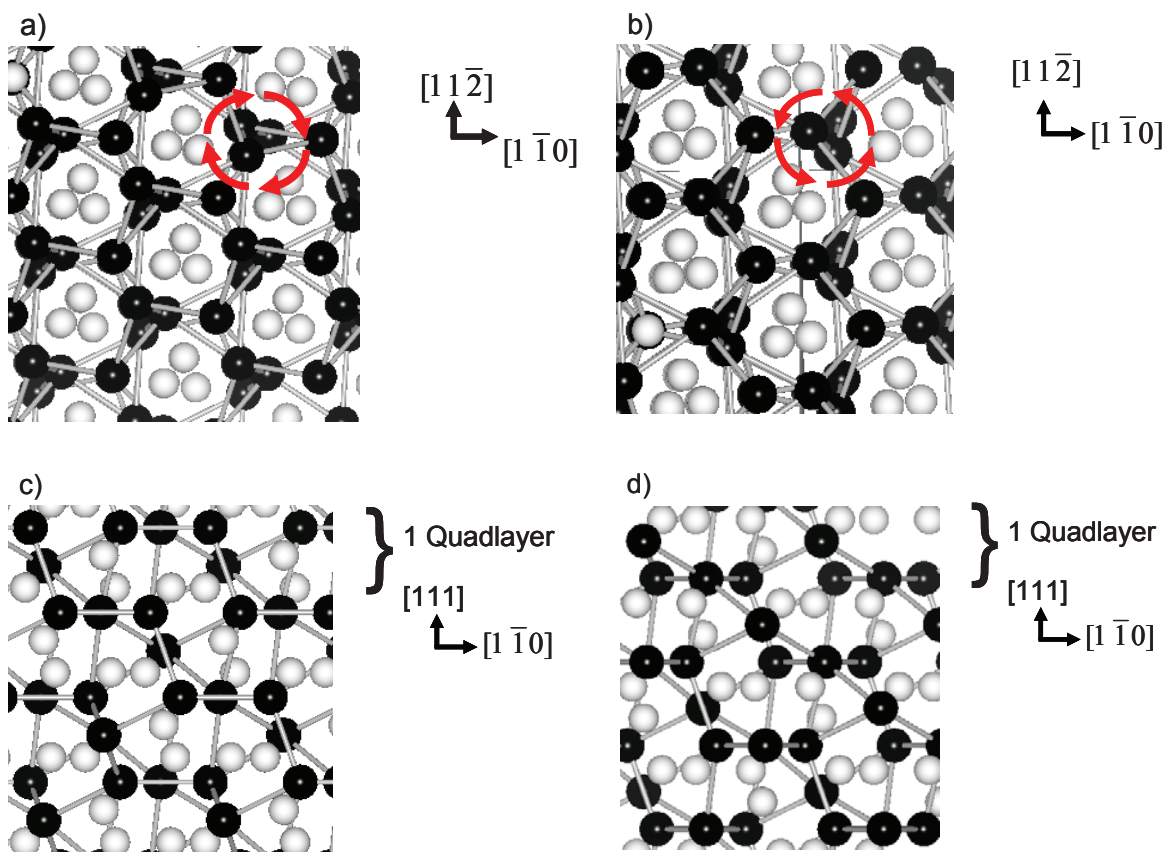 a)
[1 1 2̅]
[1 1̅ 0]
b)
[1 1 2̅]
[1 1̅ 0]
c)
} 1 Quadlayer
[111]
[1 1̅ 0]
d)
} 1 Quadlayer
[111]
[1 1̅ 0]